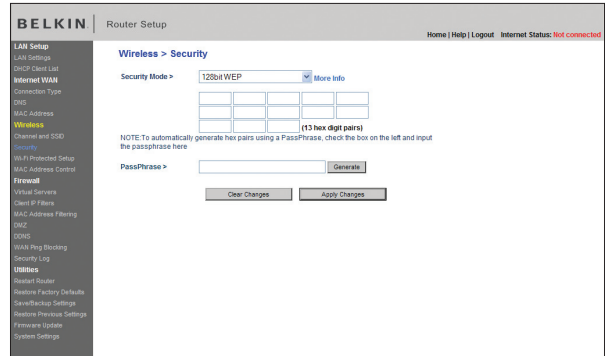 BELKIN
Router Setup
Home | Help | Logout Internet Status: Not connected
LAN Setup
LAN Settings
DHCP Client List
Internet WAN
Connection Type
DNS
MAC Address
Wireless
Channel and SSID
Security
Wi-Fi Protected Setup
MAC Address Control
Firewall
Virtual Servers
Client IP Filters
MAC Address Filtering
DMZ
DDNS
WAN Ping Blocking
Security Log
Utilities
Restart Router
Restore Factory Defaults
Save/Backup Settings
Restore Previous Settings
Firmware Update
System Settings
Wireless > Security
Security Mode > 128bit WEP More Info
(13 hex digit pairs)
NOTE:To automatically generate hex pairs using a PassPhrase, check the box on the left and input
the passphrase here
PassPhrase > Generate
Clear Changes Apply Changes